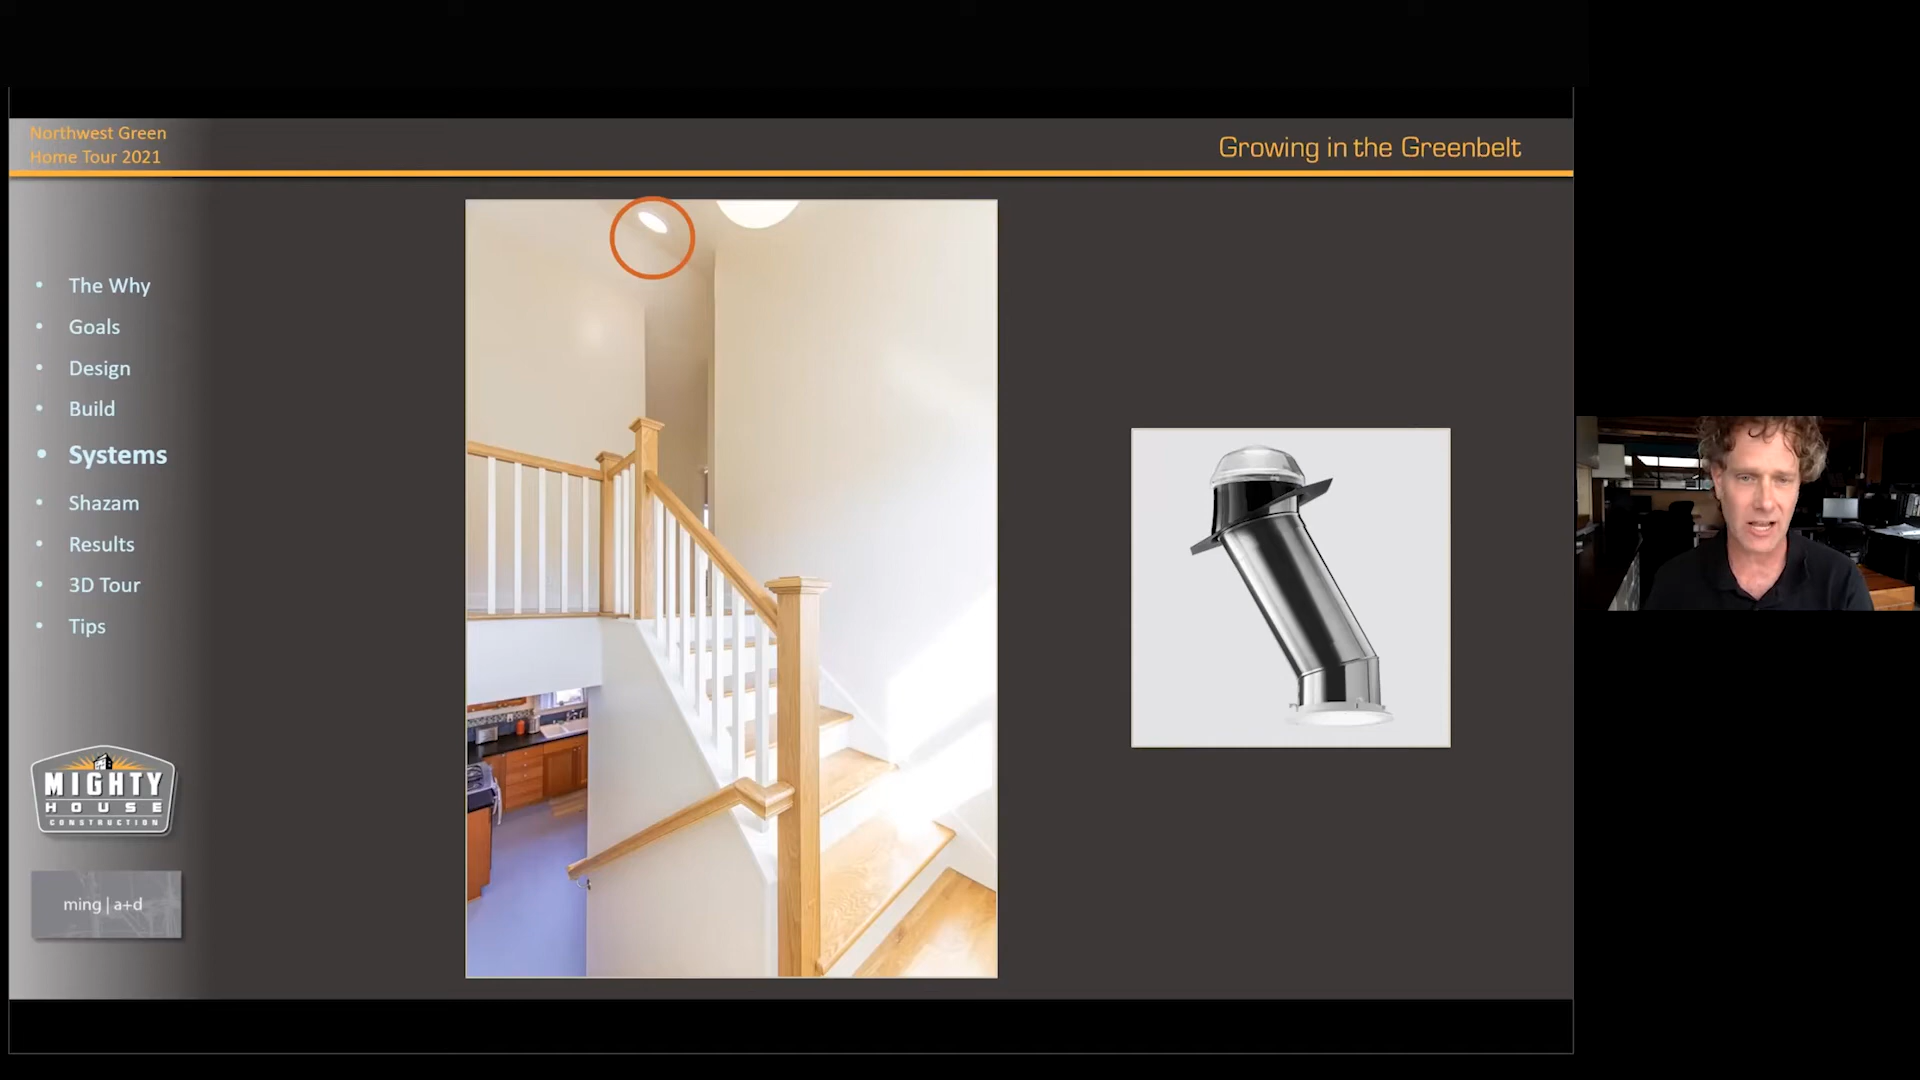 Northwest Green
Home Tour 2021
Growing in the Greenbelt
• The Why
• Goals
• Design
• Build
• Systems
• Shazam
• Results
• 3D Tour
• Tips
MIGHTY
HOUSE
CONSTRUCTION
ming | a+d